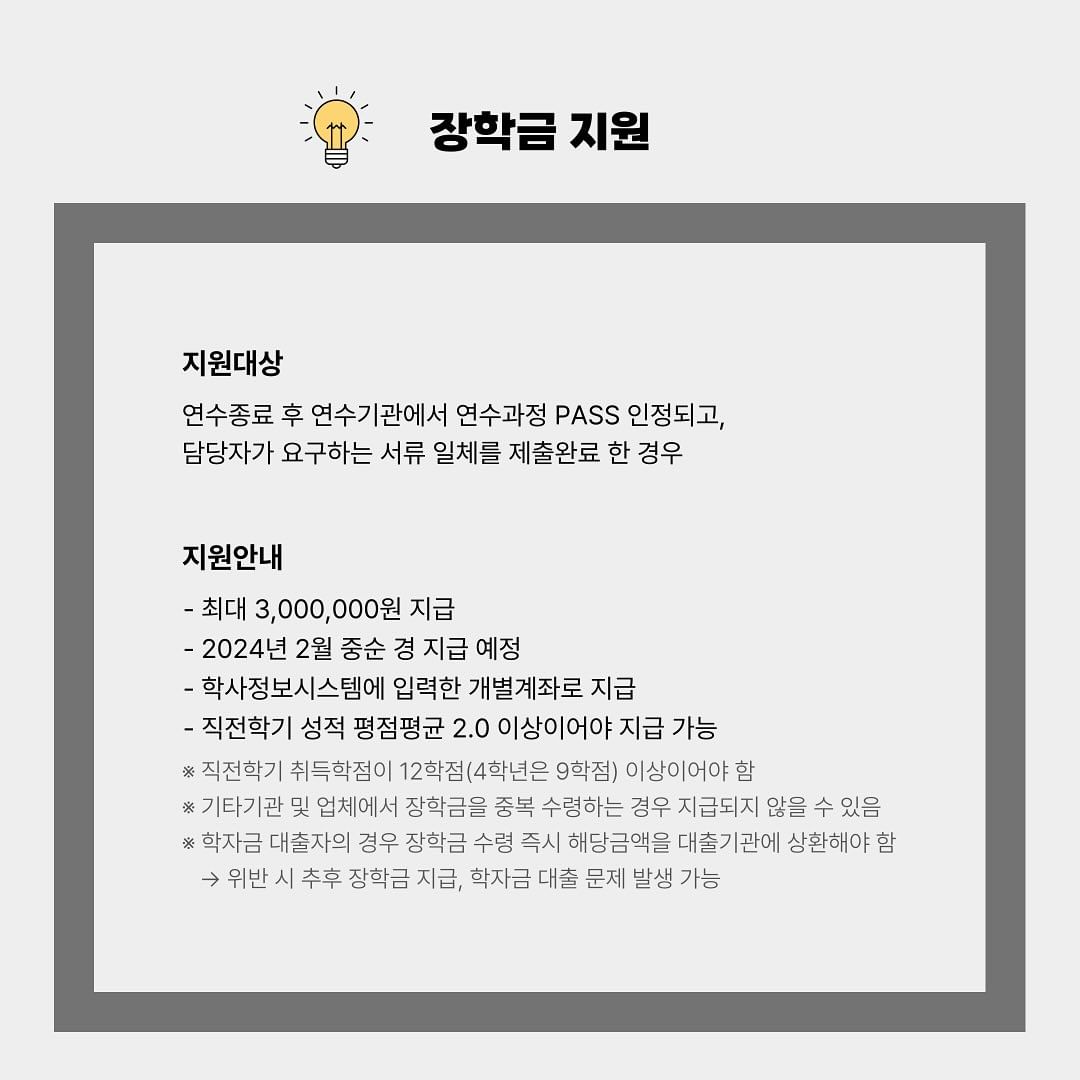 장학금 지원
지원대상
연수종료 후 연수기관에서 연수과정 PASS 인정되고,
담당자가 요구하는 서류 일체를 제출완료 한 경우
지원안내
- 최대 3,000,000원 지급
- 2024년 2월 중순 경 지급 예정
- 학사정보시스템에 입력한 개별계좌로 지급
- 직전학기 성적 평점평균 2.0 이상이어야 지급 가능
※ 직전학기 취득학점이 12학점(4학년은 9학점) 이상이어야 함
※ 기타기관 및 업체에서 장학금을 중복 수령하는 경우 지급되지 않을 수 있음
※ 학자금 대출자의 경우 장학금 수령 즉시 해당금액을 대출기관에 상환해야 함
→ 위반 시 추후 장학금 지급, 학자금 대출 문제 발생 가능